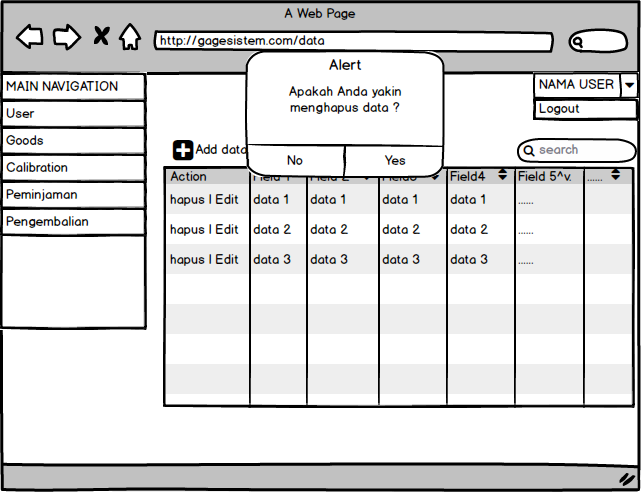 A Web Page
http://gagesistem.com/data
Alert
Apakah Anda yakin
menghapus data ?
No Yes
MAIN NAVIGATION
User
Goods
Calibration
Peminjaman
Pengembalian
NAMA USER
Logout
Add data
search
Action Field 1 Field 2 Field3 Field4 Field 5^v. ......
hapus I Edit data 1 data 1 data 1 data 1 ......
hapus I Edit data 2 data 2 data 2 data 2 ......
hapus I Edit data 3 data 3 data 3 data 3 ......